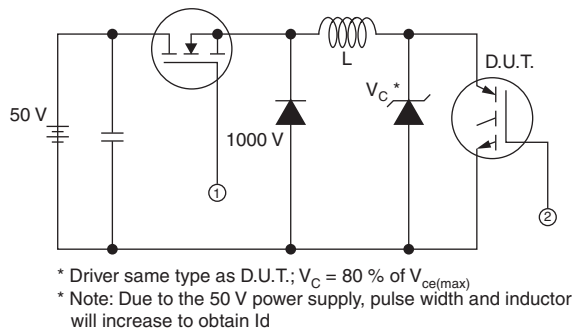 L
D.U.T.
V_C *
50 V
1000 V
①
②
* Driver same type as D.U.T.; V_C = 80 % of V_ce(max)
* Note: Due to the 50 V power supply, pulse width and inductor
will increase to obtain Id